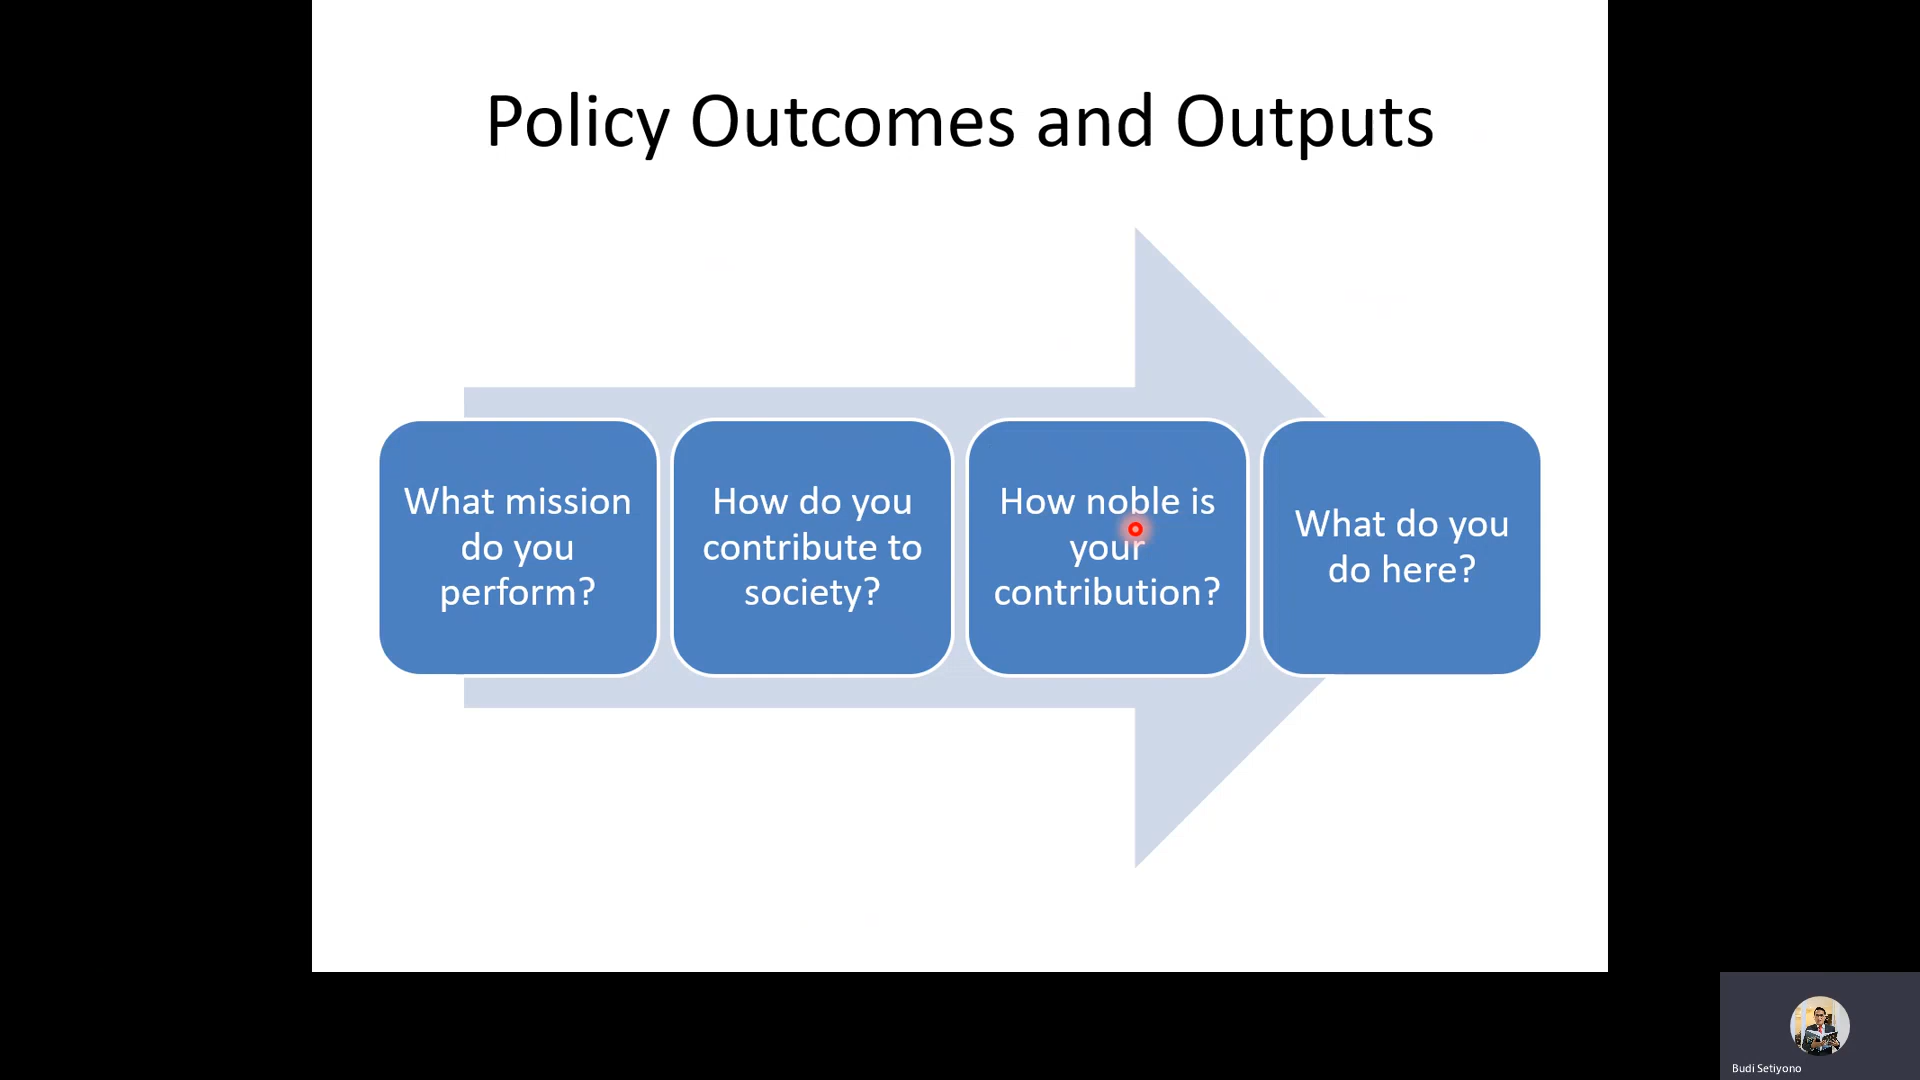 Policy Outcomes and Outputs
What mission
do you
perform?
How do you
contribute to
society?
How noble is
your
contribution?
What do you
do here?
Budi Setiyono